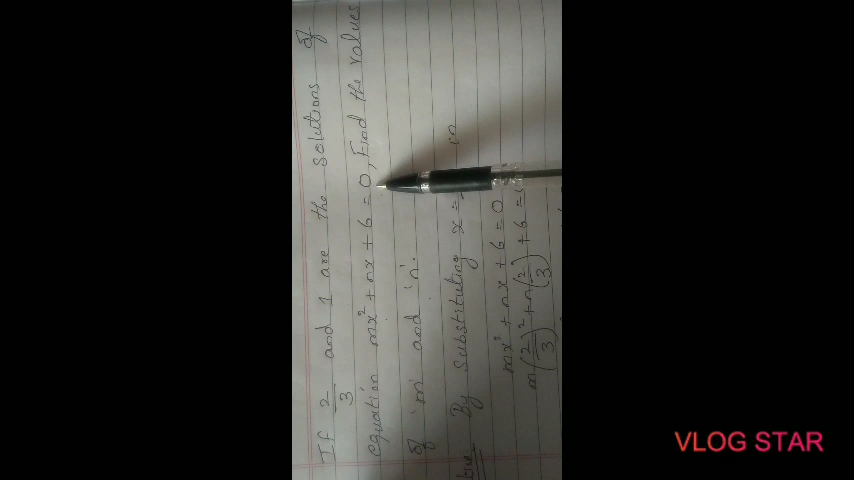 If 2/3 and 1 are the solutions of
equation mx² + nx + 6 = 0, Find the values
of 'm' and 'n'.
By substituting x = in
mx² + nx + 6 = 0
m(2/3)² + n(2/3) + 6 =
VLOG STAR